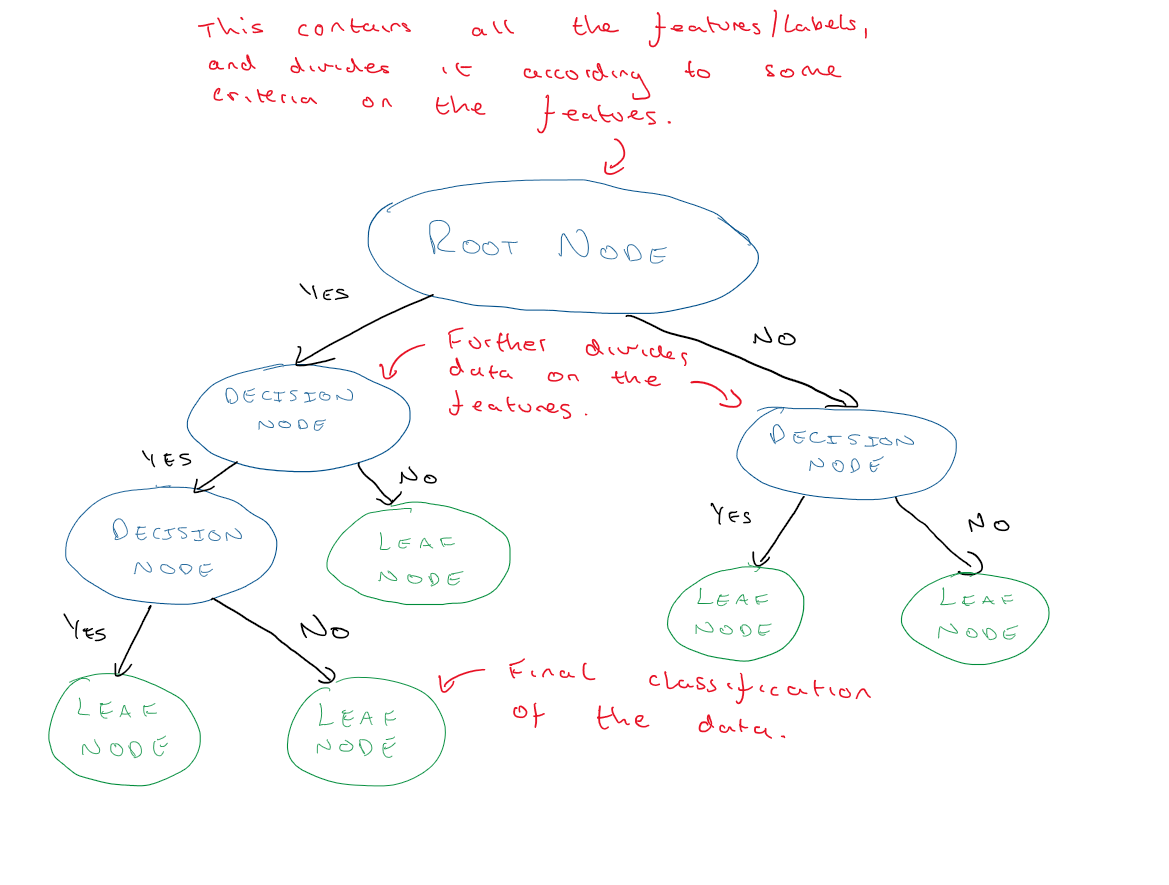 This contains all the features/labels,
and divides it according to some
criteria on the features.
ROOT NODE
YES
NO
Further divides
data on the
features.
DECISION
NODE
DECISION
NODE
YES
NO
YES
NO
DECISION
NODE
LEAF
NODE
LEAF
NODE
LEAF
NODE
YES
NO
Final classification
of the data.
LEAF
NODE
LEAF
NODE